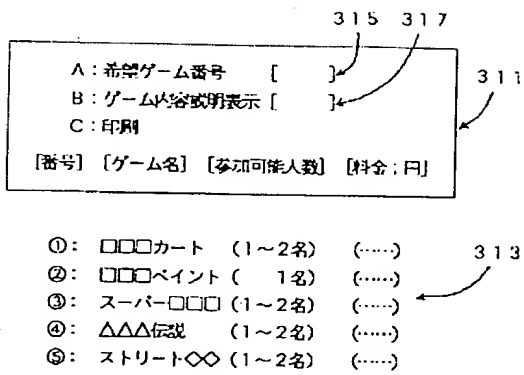 315 317
A：希望ゲーム番号 [ ]
B：ゲーム内容説明表示 [ ]
311
C：印刷
[番号] [ゲーム名] [参加可能人数] [料金；円]
①： □□□カート (1～2名) (……)
313
②： □□□ペイント ( 1名) (……)
③： スーパー□□□ (1～2名) (……)
④： △△△伝説 (1～2名) (……)
⑤： ストリート◇◇ (1～2名) (……)